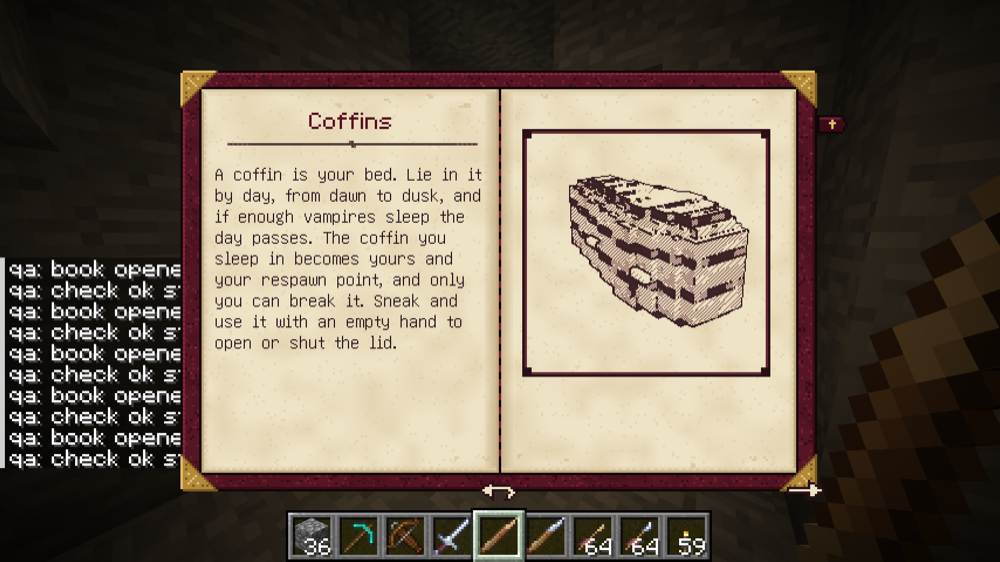 Coffins
A coffin is your bed. Lie in it
by day, from dawn to dusk, and
if enough vampires sleep the
day passes. The coffin you
sleep in becomes yours and
your respawn point, and only
you can break it. Sneak and
use it with an empty hand to
open or shut the lid.
qa: book opene
qa: check ok s
qa: book opene
qa: check ok s
qa: book opene
qa: check ok s
qa: book opene
qa: check ok s
qa: book opene
qa: check ok s
36 64 64 59